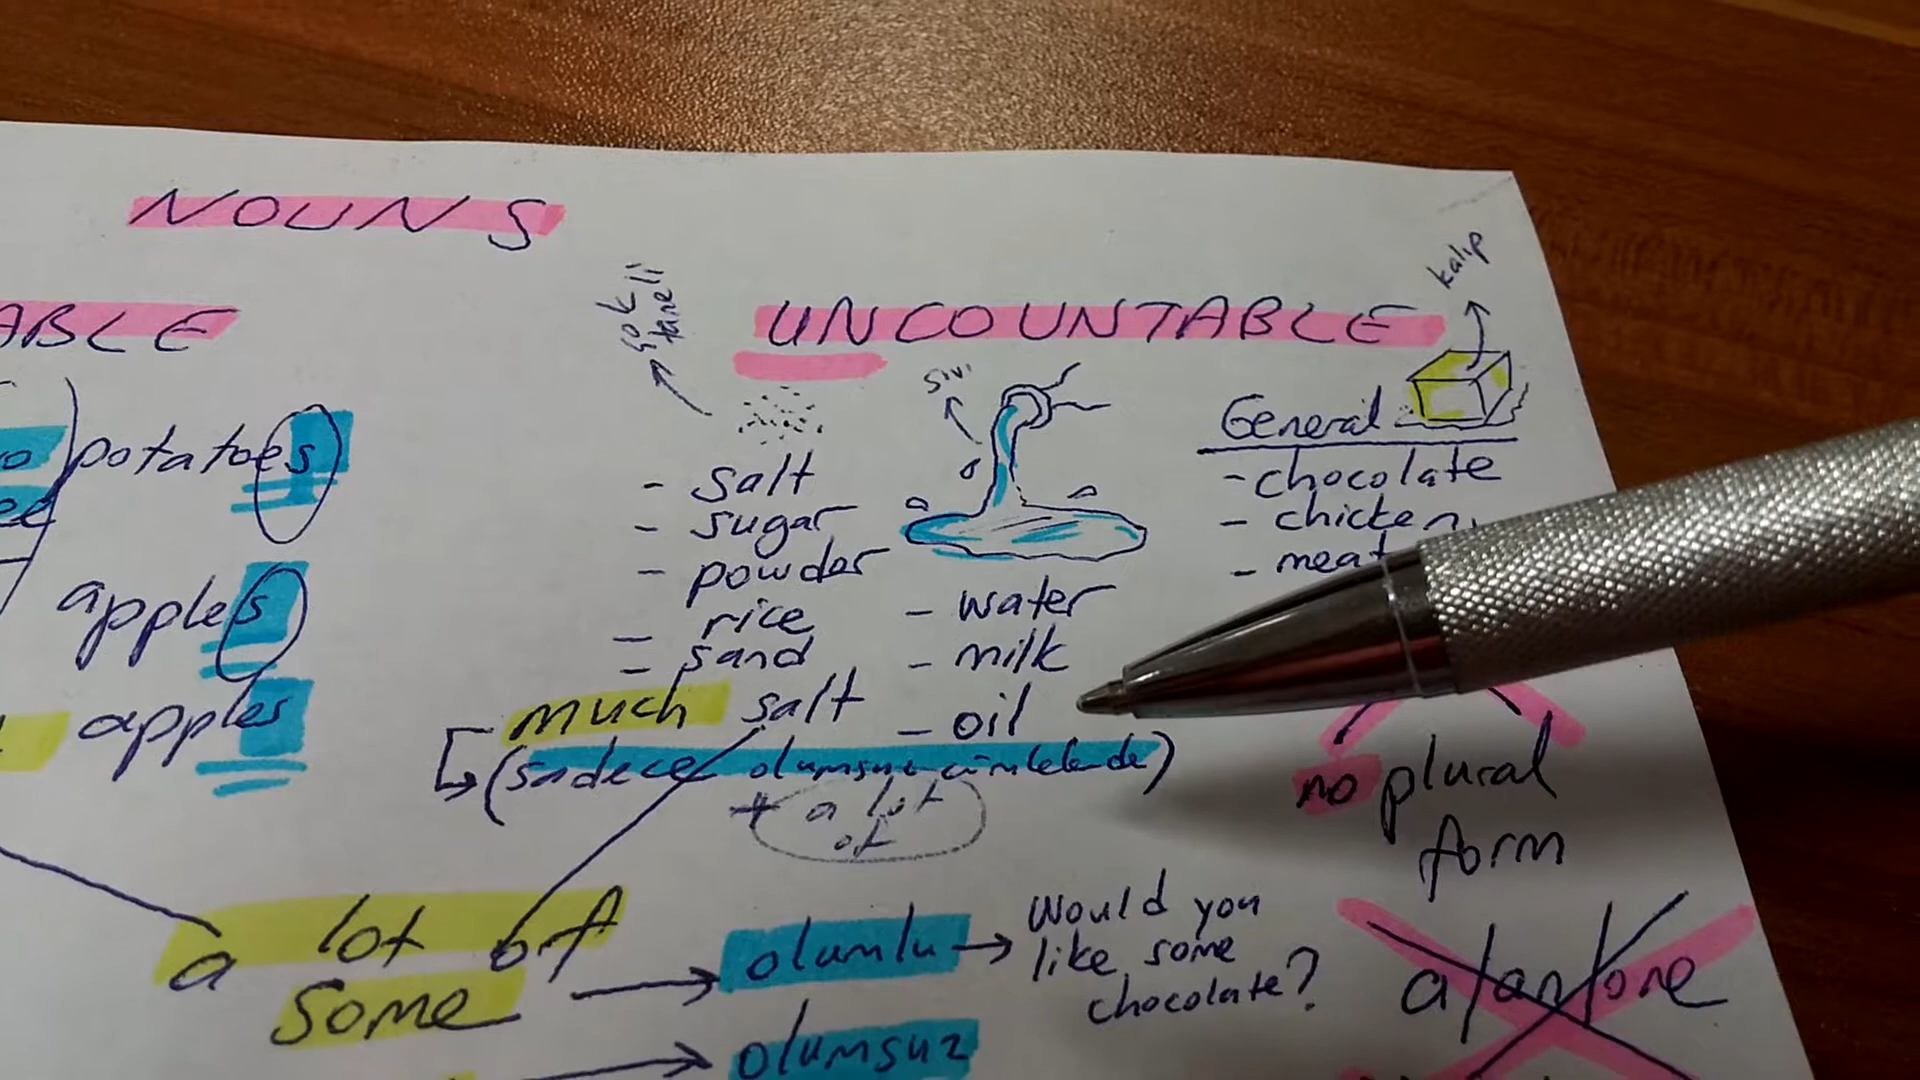 NOUNS
ABLE
UNCOUNTABLE
kalıp
çok
taneli
sıvı
General
potatoes
apples
apples
- salt
- sugar
- powder
- rice
- sand
much salt
- water
- milk
- oil
- chocolate
- chicken
- meat
(sadece olumsuz cümlelerde)
+ a lot
of
no plural
form
a lot of
Some
olumlu → Would you
like some
chocolate?
olumsuz
a/an/one